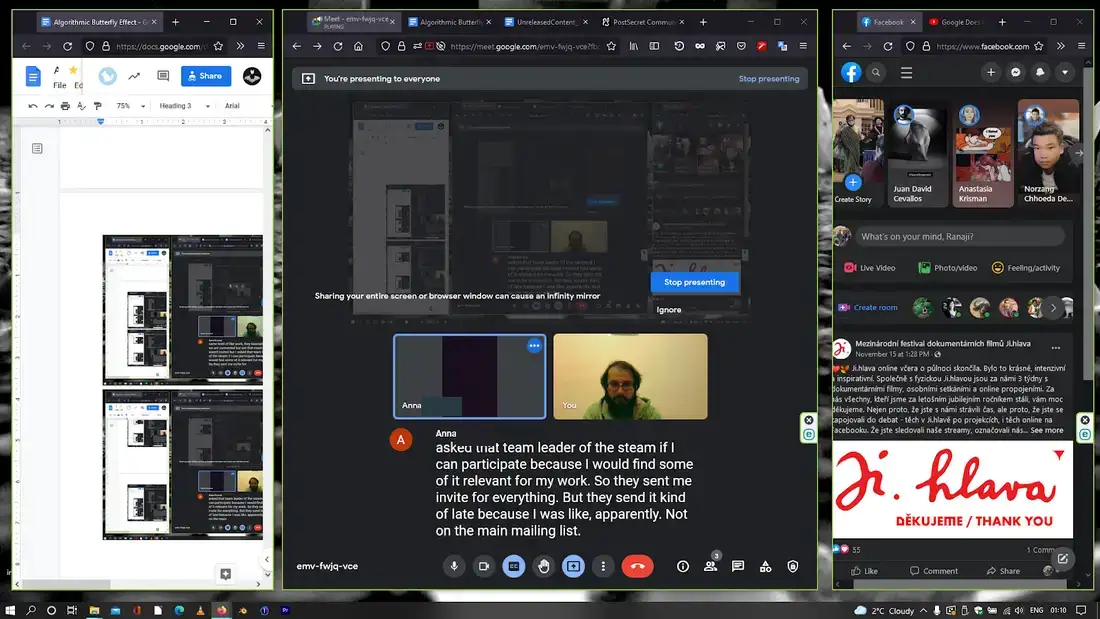 Algorithmic Butterfly Effect - G
https://docs.google.com/
File
Ed
Share
75%
Heading 3
Arial
Meet - emv-fwjq-vce
PLAYING
Algorithmic Butterfly
UnreleasedContent_
PostSecret Commun
https://meet.google.com/emv-fwjq-vce?
You're presenting to everyone
Stop presenting
Sharing your entire screen or browser window can cause an infinity mirror
Stop presenting
Ignore
Anna
You
A
Anna
asked that team leader of the steam if I
can participate because I would find some
of it relevant for my work. So they sent me
invite for everything. But they send it kind
of late because I was like, apparently. Not
on the main mailing list.
emv-fwjq-vce
3
Facebook
Google Docs
https://www.facebook.com
Create Story
Juan David
Cevallos
Anastasia
Krisman
Norzang
Chhoeda De...
What's on your mind, Ranaji?
Live Video
Photo/video
Feeling/activity
Create room
Mezinárodní festival dokumentárních filmů Ji.hlava
November 15 at 1:28 PM
Ji.hlava online včera o půlnoci skončila. Bylo to krásné, intenzivní
a inspirativní. Společně s fyzickou Ji.hlavou jsou za námi 3 týdny s
dokumentárními filmy, osobními setkáními a online propojeními. Za
nás všechny, kteří jsme za letošním jubilejním ročníkem stáli, vám moc
děkujeme. Nejen proto, že jste s námi strávili čas, ale proto, že jste se
zapojovali do debat - těch v Ji.hlavě po projekcích, i těch online na
Facebooku. Že jste sledovali naše streamy, označovali nás... See more
Ji.hlava
DĚKUJEME / THANK YOU
55
1 Comm
Like
Comment
Share
2°C Cloudy
ENG
01:10